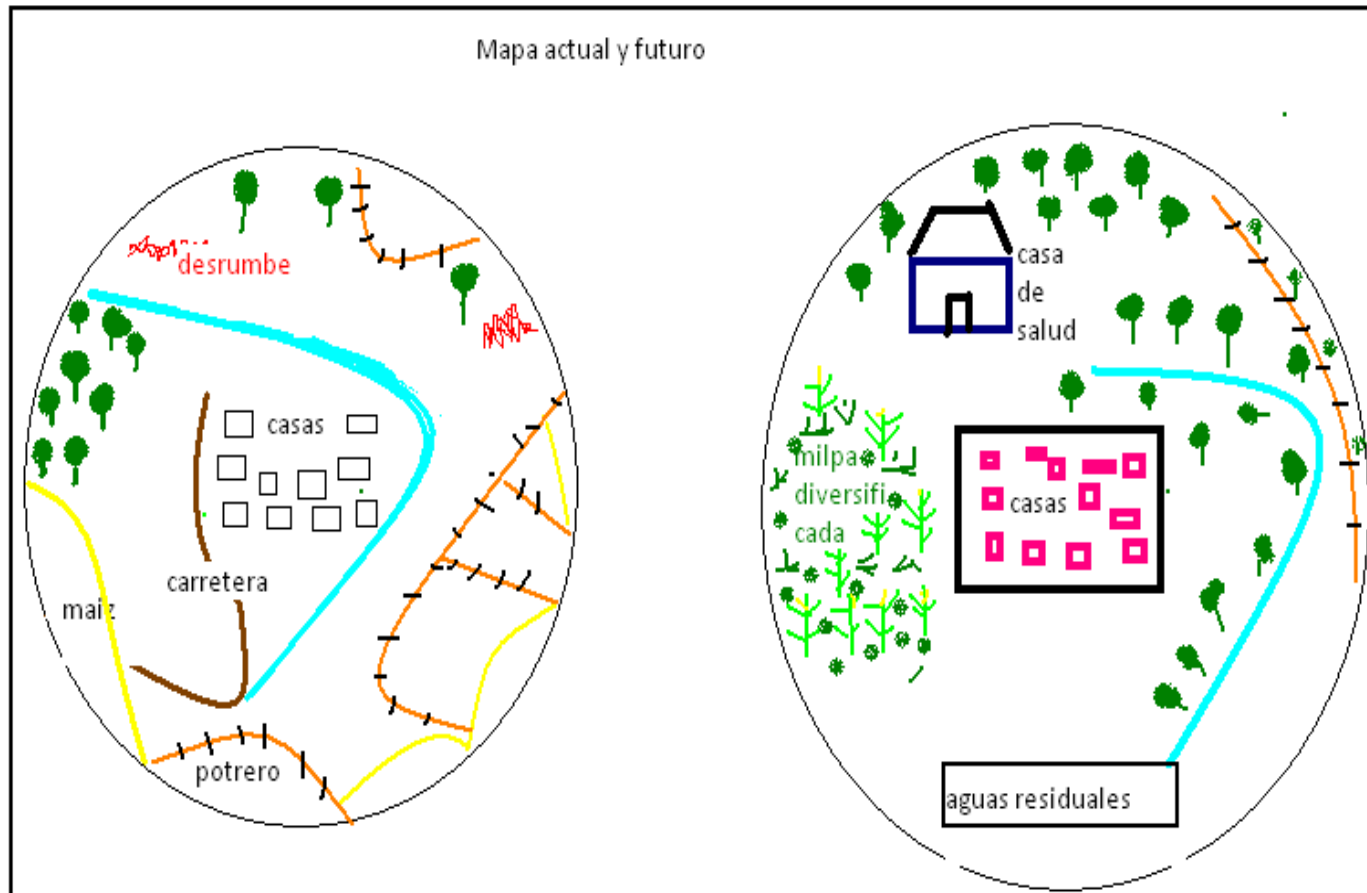 Mapa actual y futuro
desrumbe
casas
carretera
maiz
potrero
casa
de
salud
milpa
diversifi
cada
casas
aguas residuales